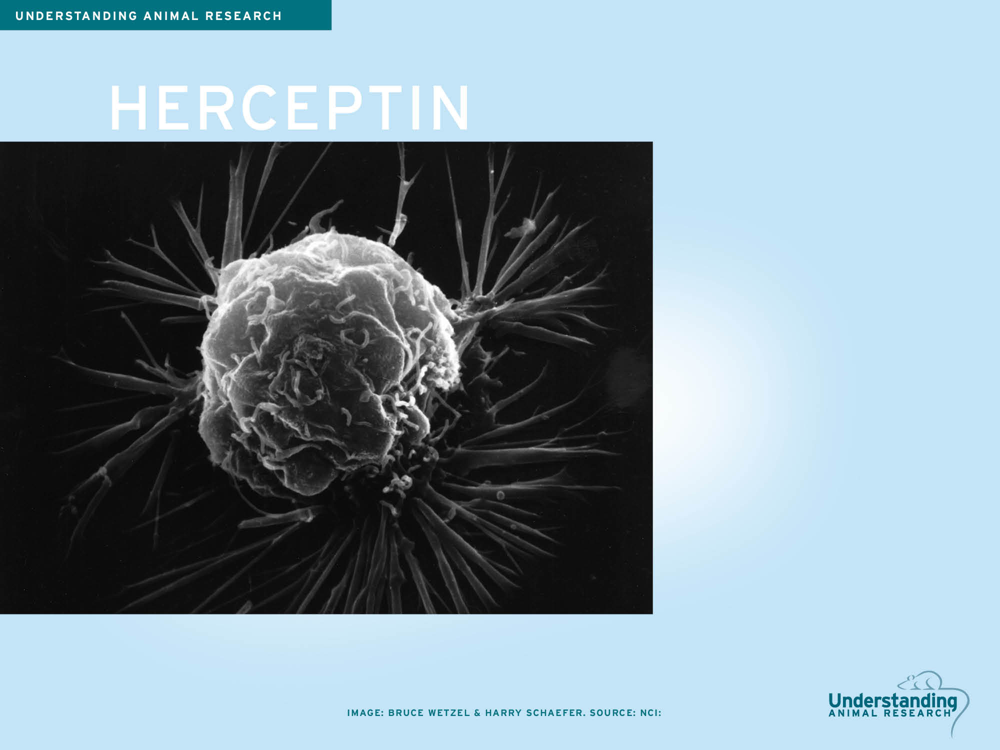 UNDERSTANDING ANIMAL RESEARCH
HERCEPTIN
IMAGE: BRUCE WETZEL & HARRY SCHAEFER. SOURCE: NCI:
Understanding
ANIMAL RESEARCH